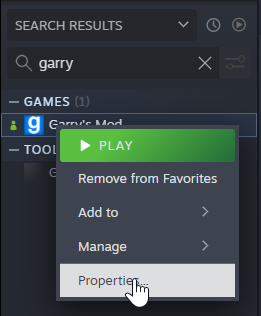 SEARCH RESULTS
garry
— GAMES (1)
g Garry's Mod
— TOOL
G
PLAY
Remove from Favorites
Add to
Manage
Properties...